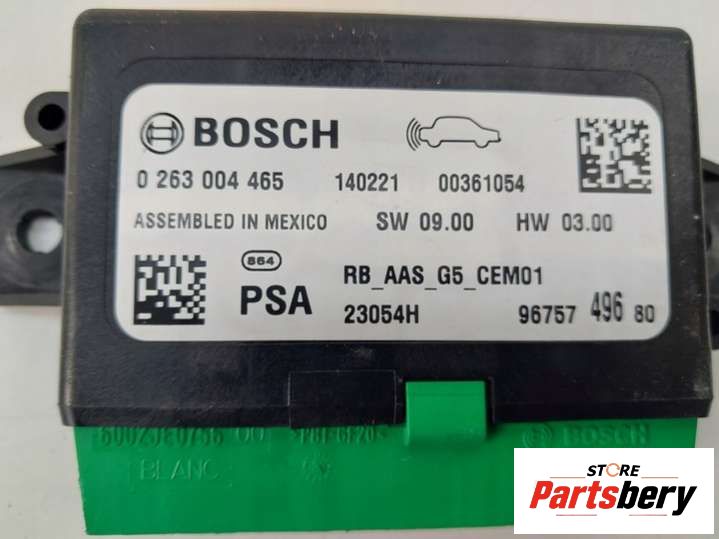 BOSCH
0 263 004 465 140221 00361054
ASSEMBLED IN MEXICO SW 09.00 HW 03.00
864 RB_AAS_G5_CEM01
PSA 23054H 96757 496 80
BOSCH
BLANC
STORE
Partsbery